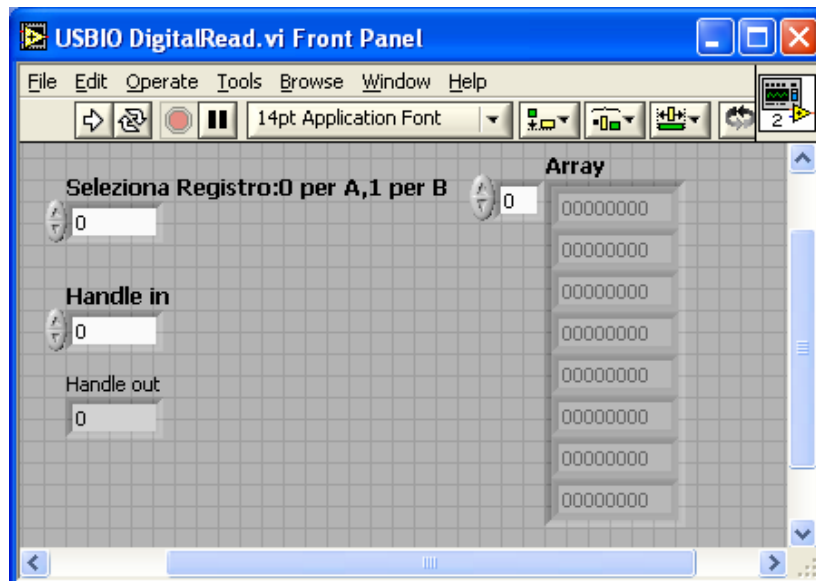 USBIO DigitalRead.vi Front Panel
File Edit Operate Tools Browse Window Help
14pt Application Font
2
Seleziona Registro:0 per A,1 per B
0
Handle in
0
Handle out
0
Array
0
00000000
00000000
00000000
00000000
00000000
00000000
00000000
00000000